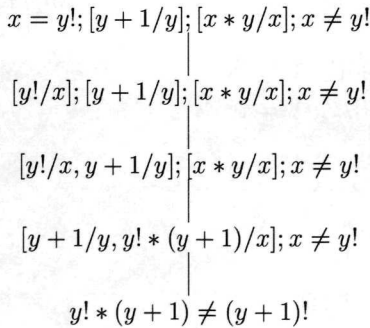 x = y!; [y + 1/y]; [x * y/x]; x ≠ y!
[y!/x]; [y + 1/y]; [x * y/x]; x ≠ y!
[y!/x, y + 1/y]; [x * y/x]; x ≠ y!
[y + 1/y, y! * (y + 1)/x]; x ≠ y!
y! * (y + 1) ≠ (y + 1)!